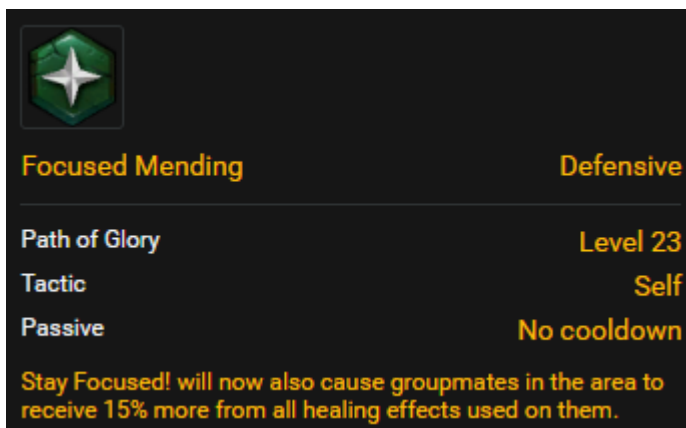 Focused Mending Defensive
Path of Glory Level 23
Tactic Self
Passive No cooldown
Stay Focused! will now also cause groupmates in the area to
receive 15% more from all healing effects used on them.